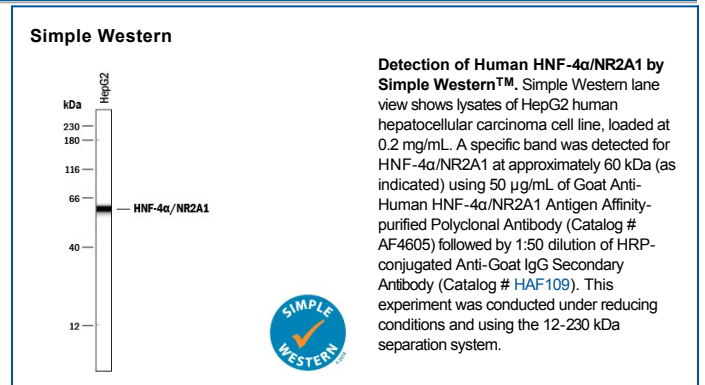 Simple Western
HepG2
kDa
230
180
116
66
HNF-4α/NR2A1
40
12
SIMPLE
WESTERN
Detection of Human HNF-4α/NR2A1 by
Simple Western™. Simple Western lane
view shows lysates of HepG2 human
hepatocellular carcinoma cell line, loaded at
0.2 mg/mL. A specific band was detected for
HNF-4α/NR2A1 at approximately 60 kDa (as
indicated) using 50 µg/mL of Goat Anti-
Human HNF-4α/NR2A1 Antigen Affinity-
purified Polyclonal Antibody (Catalog #
AF4605) followed by 1:50 dilution of HRP-
conjugated Anti-Goat IgG Secondary
Antibody (Catalog # HAF109). This
experiment was conducted under reducing
conditions and using the 12-230 kDa
separation system.